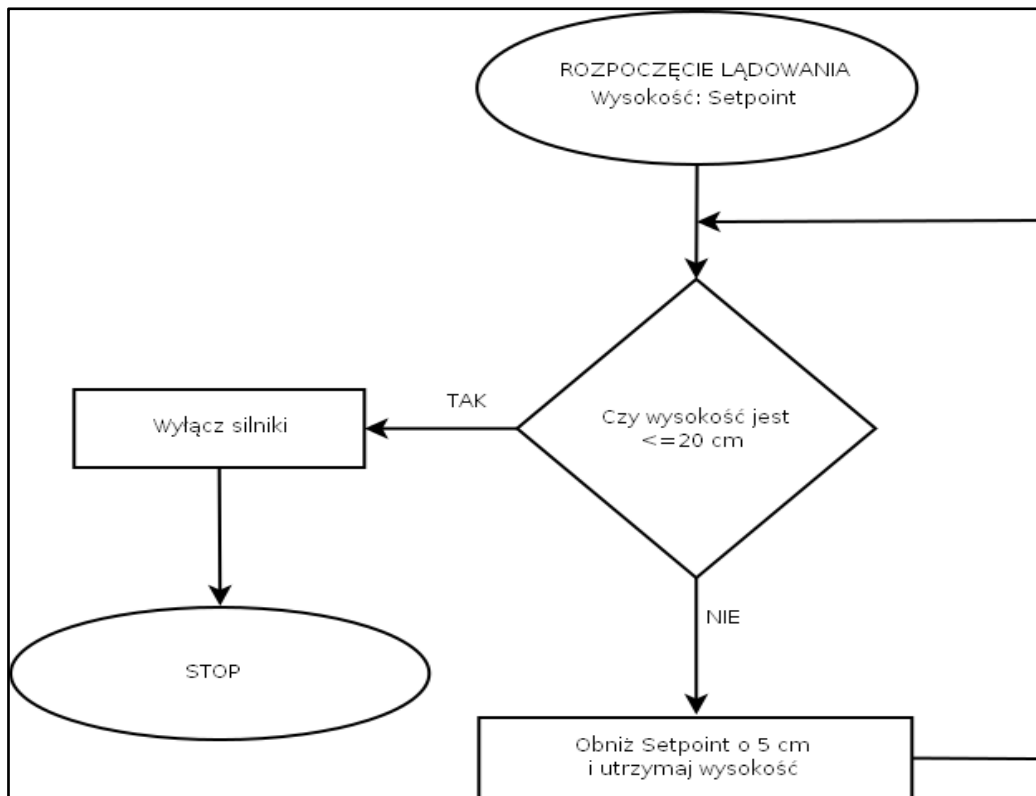 ROZPOCZĘCIE LĄDOWANIA
Wysokość: Setpoint
Czy wysokość jest
<=20 cm
TAK
Wyłącz silniki
NIE
STOP
Obniż Setpoint o 5 cm
i utrzymaj wysokość